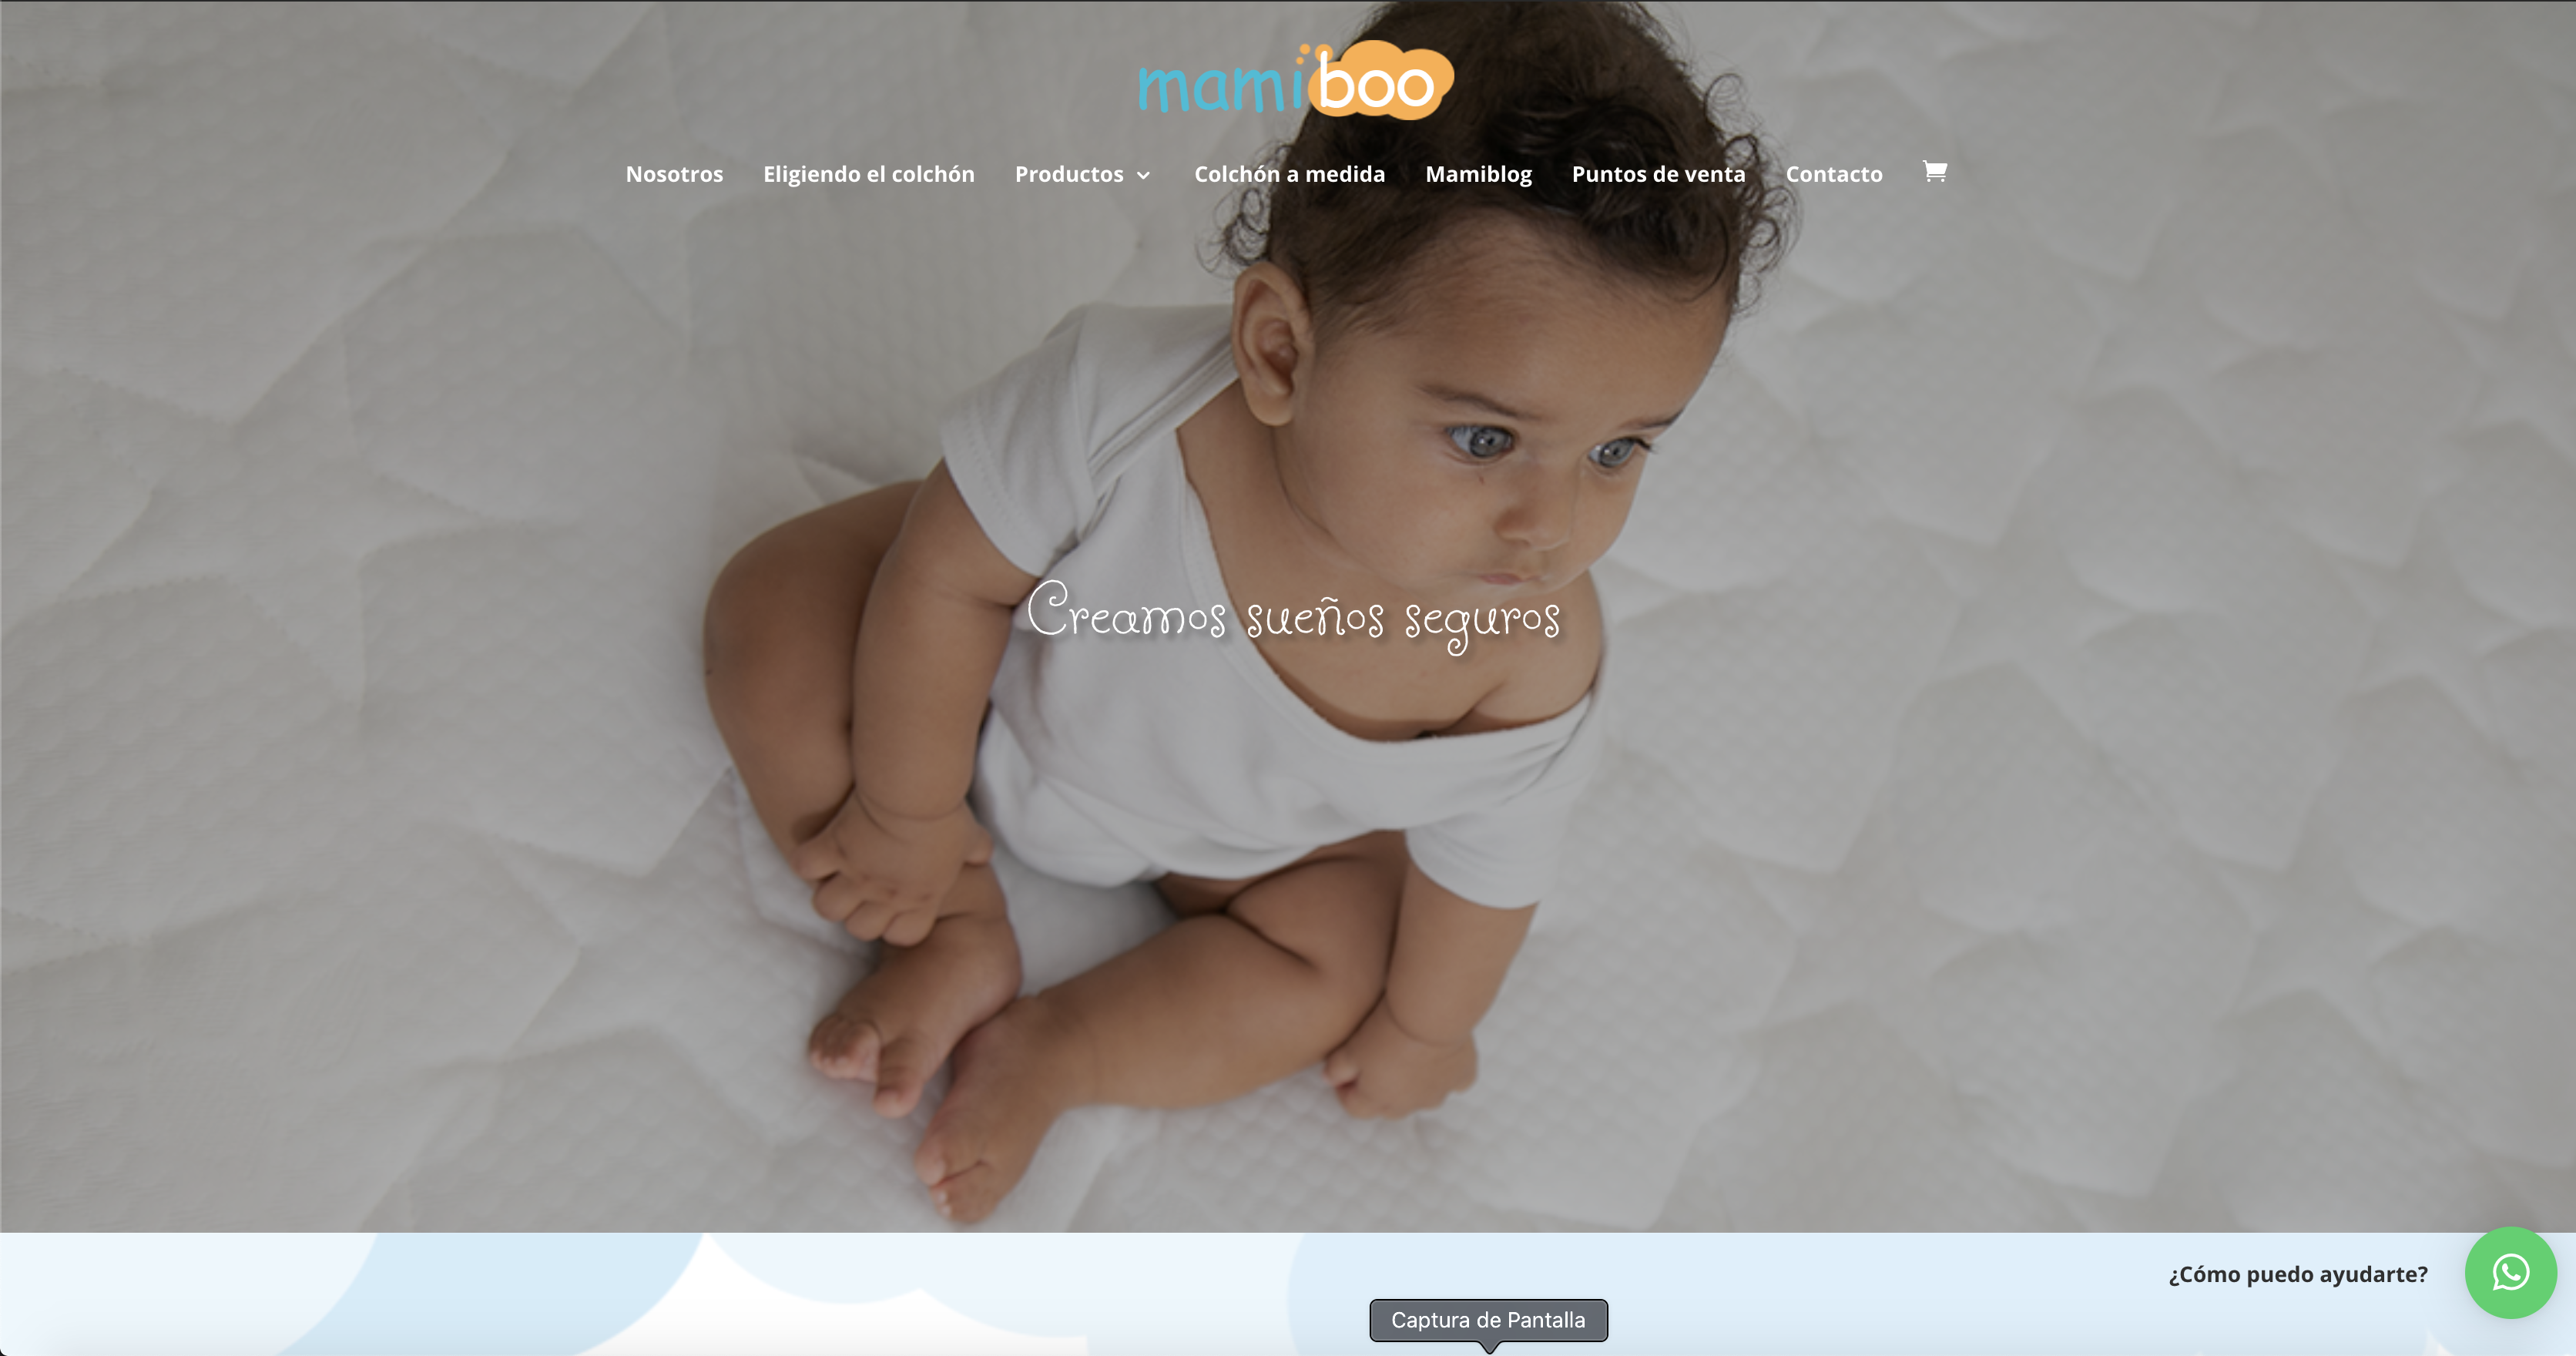 mamiboo
Nosotros Eligiendo el colchón Productos Colchón a medida Mamiblog Puntos de venta Contacto
Creamos sueños seguros
¿Cómo puedo ayudarte?
Captura de Pantalla